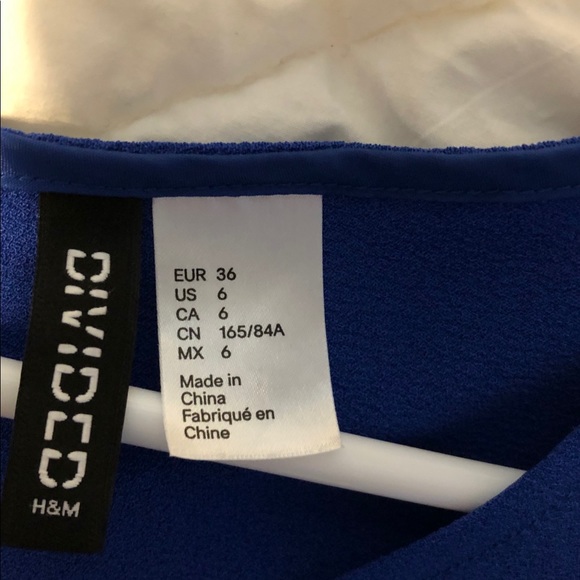 DIVIDED
H&M
EUR 36
US 6
CA 6
CN 165/84A
MX 6
Made in
China
Fabriqué en
Chine